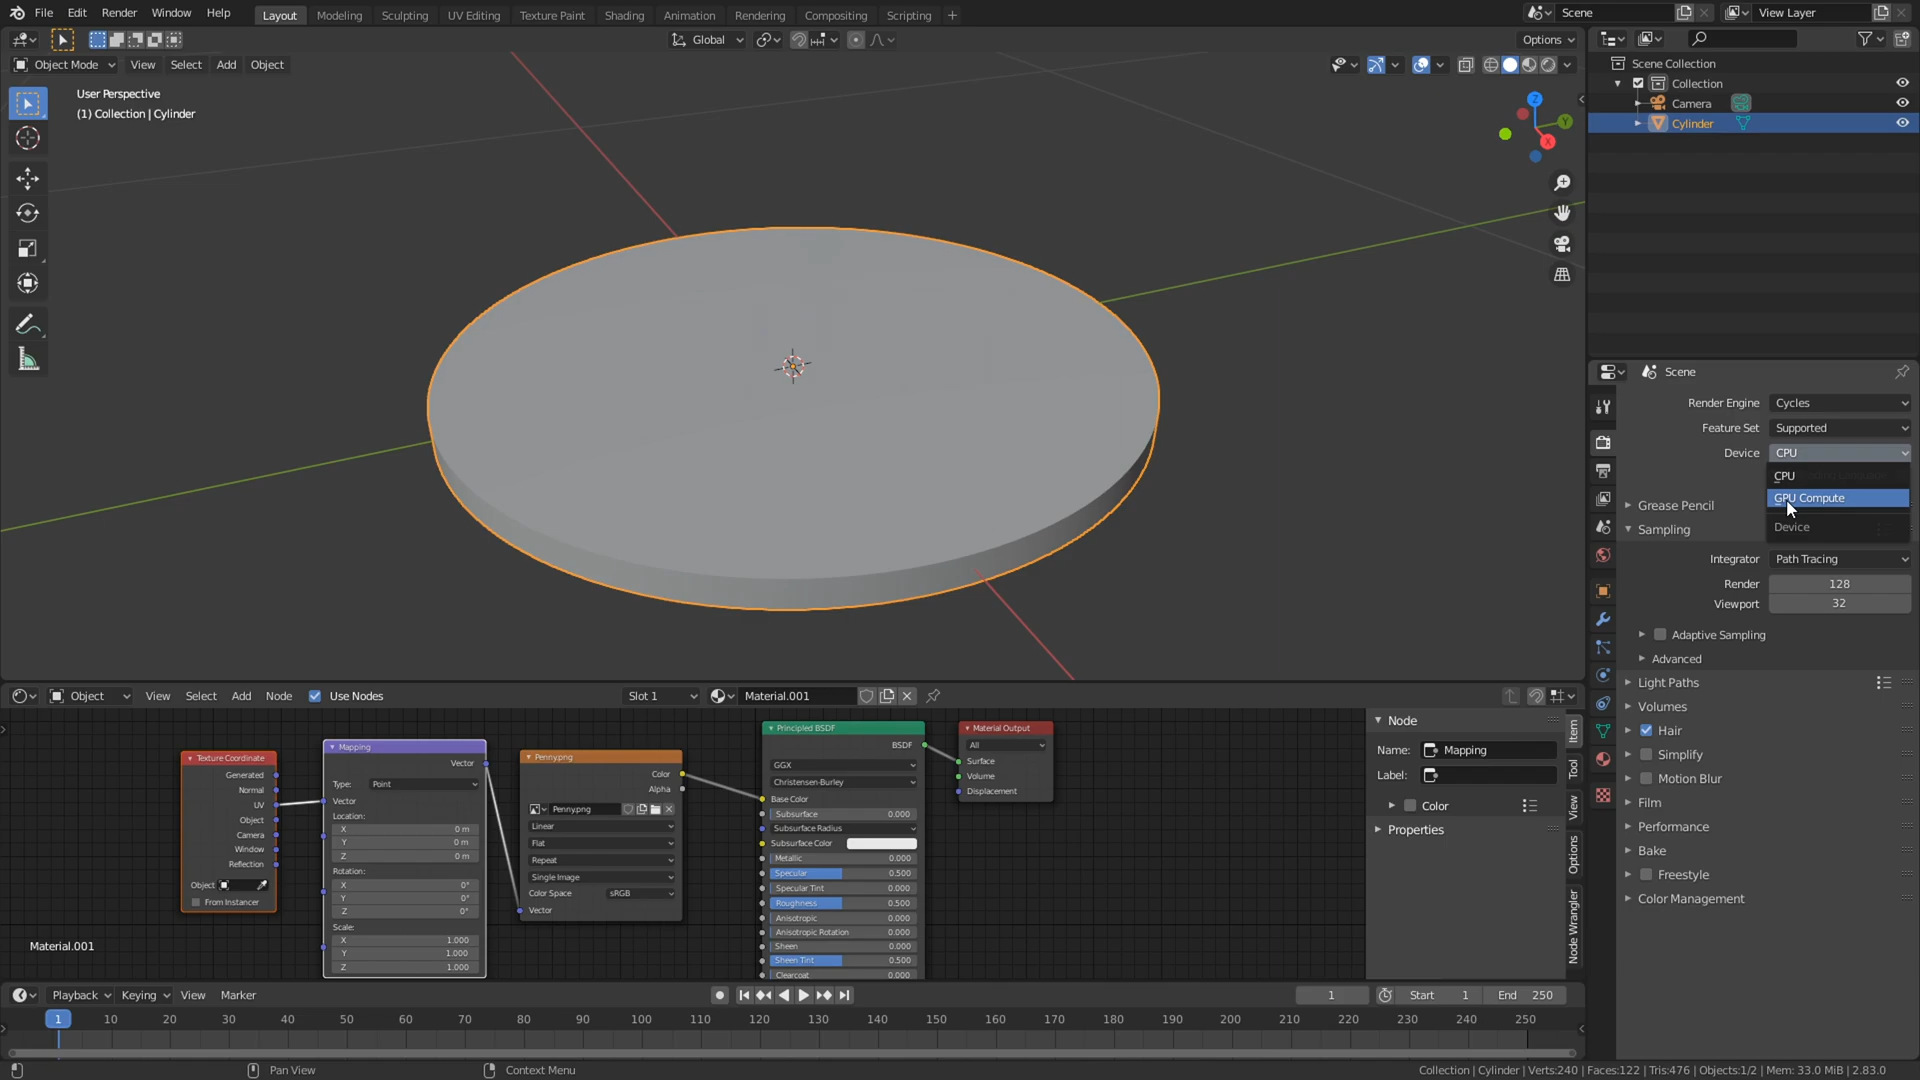 File Edit Render Window Help Layout Modeling Sculpting UV Editing Texture Paint Shading Animation Rendering Compositing Scripting + Scene View Layer
Global Options
Object Mode View Select Add Object
User Perspective
(1) Collection | Cylinder
Z
Y
X
Scene Collection
Collection
Camera
Cylinder
Scene
Render Engine Cycles
Feature Set Supported
Device CPU
CPU
GPU Compute
Device
Grease Pencil
Sampling
Integrator Path Tracing
Render 128
Viewport 32
Adaptive Sampling
Advanced
Light Paths
Volumes
Hair
Simplify
Motion Blur
Film
Performance
Bake
Freestyle
Color Management
Object View Select Add Node Use Nodes Slot 1 Material.001
Texture Coordinate
Generated
Normal
UV
Object
Camera
Window
Reflection
Object
From Instancer
Mapping
Vector
Type: Point
Vector
Location:
X 0 m
Y 0 m
Z 0 m
Rotation:
X 0°
Y 0°
Z 0°
Scale:
X 1.000
Y 1.000
Z 1.000
Penny.png
Color
Alpha
Penny.png
Linear
Flat
Repeat
Single Image
Color Space sRGB
Vector
Principled BSDF
BSDF
GGX
Christensen-Burley
Base Color
Subsurface 0.000
Subsurface Radius
Subsurface Color
Metallic 0.000
Specular 0.500
Specular Tint 0.000
Roughness 0.500
Anisotropic 0.000
Anisotropic Rotation 0.000
Sheen 0.000
Sheen Tint 0.500
Clearcoat 0.000
Material Output
All
Surface
Volume
Displacement
Material.001
Node
Name: Mapping
Label:
Color
Properties
Item
Tool
View
Options
Node Wrangler
Playback Keying View Marker 1 Start 1 End 250
1 10 20 30 40 50 60 70 80 90 100 110 120 130 140 150 160 170 180 190 200 210 220 230 240 250
Pan View Context Menu Collection | Cylinder | Verts:240 | Faces:122 | Tris:476 | Objects:1/2 | Mem: 33.0 MiB | 2.83.0